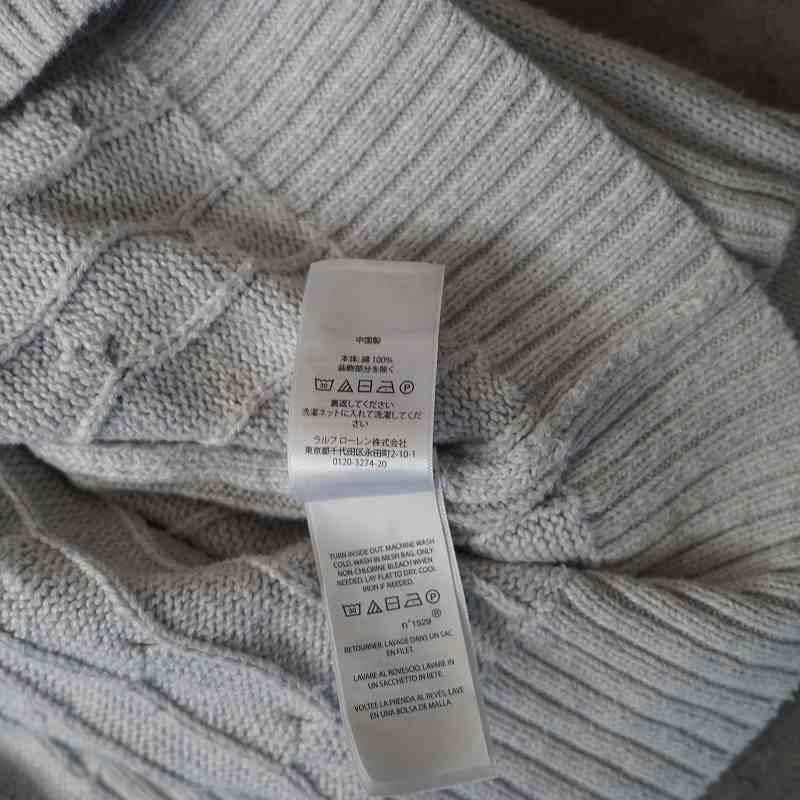 中国製
本体: 綿 100%
装飾部分を除く
30 P
裏返してください
洗濯ネットに入れて洗濯してくだ
さい
ラルフ ローレン株式会社
東京都千代田区永田町2-10-1
0120-3274-20
TURN INSIDE OUT. MACHINE WASH
COLD, WASH IN MESH BAG. ONLY
NON-CHLORINE BLEACH WHEN
NEEDED. LAY FLAT TO DRY. COOL
IRON IF NEEDED.
30 P
n°1929 ®
RETOURNER. LAVAGE DANS UN SAC
EN FILET.
LAVARE AL ROVESCIO, LAVARE IN
UN SACCHETTO IN RETE.
VOLTEE LA PRENDA AL REVÉS, LAVE
EN UNA BOLSA DE MALLA.